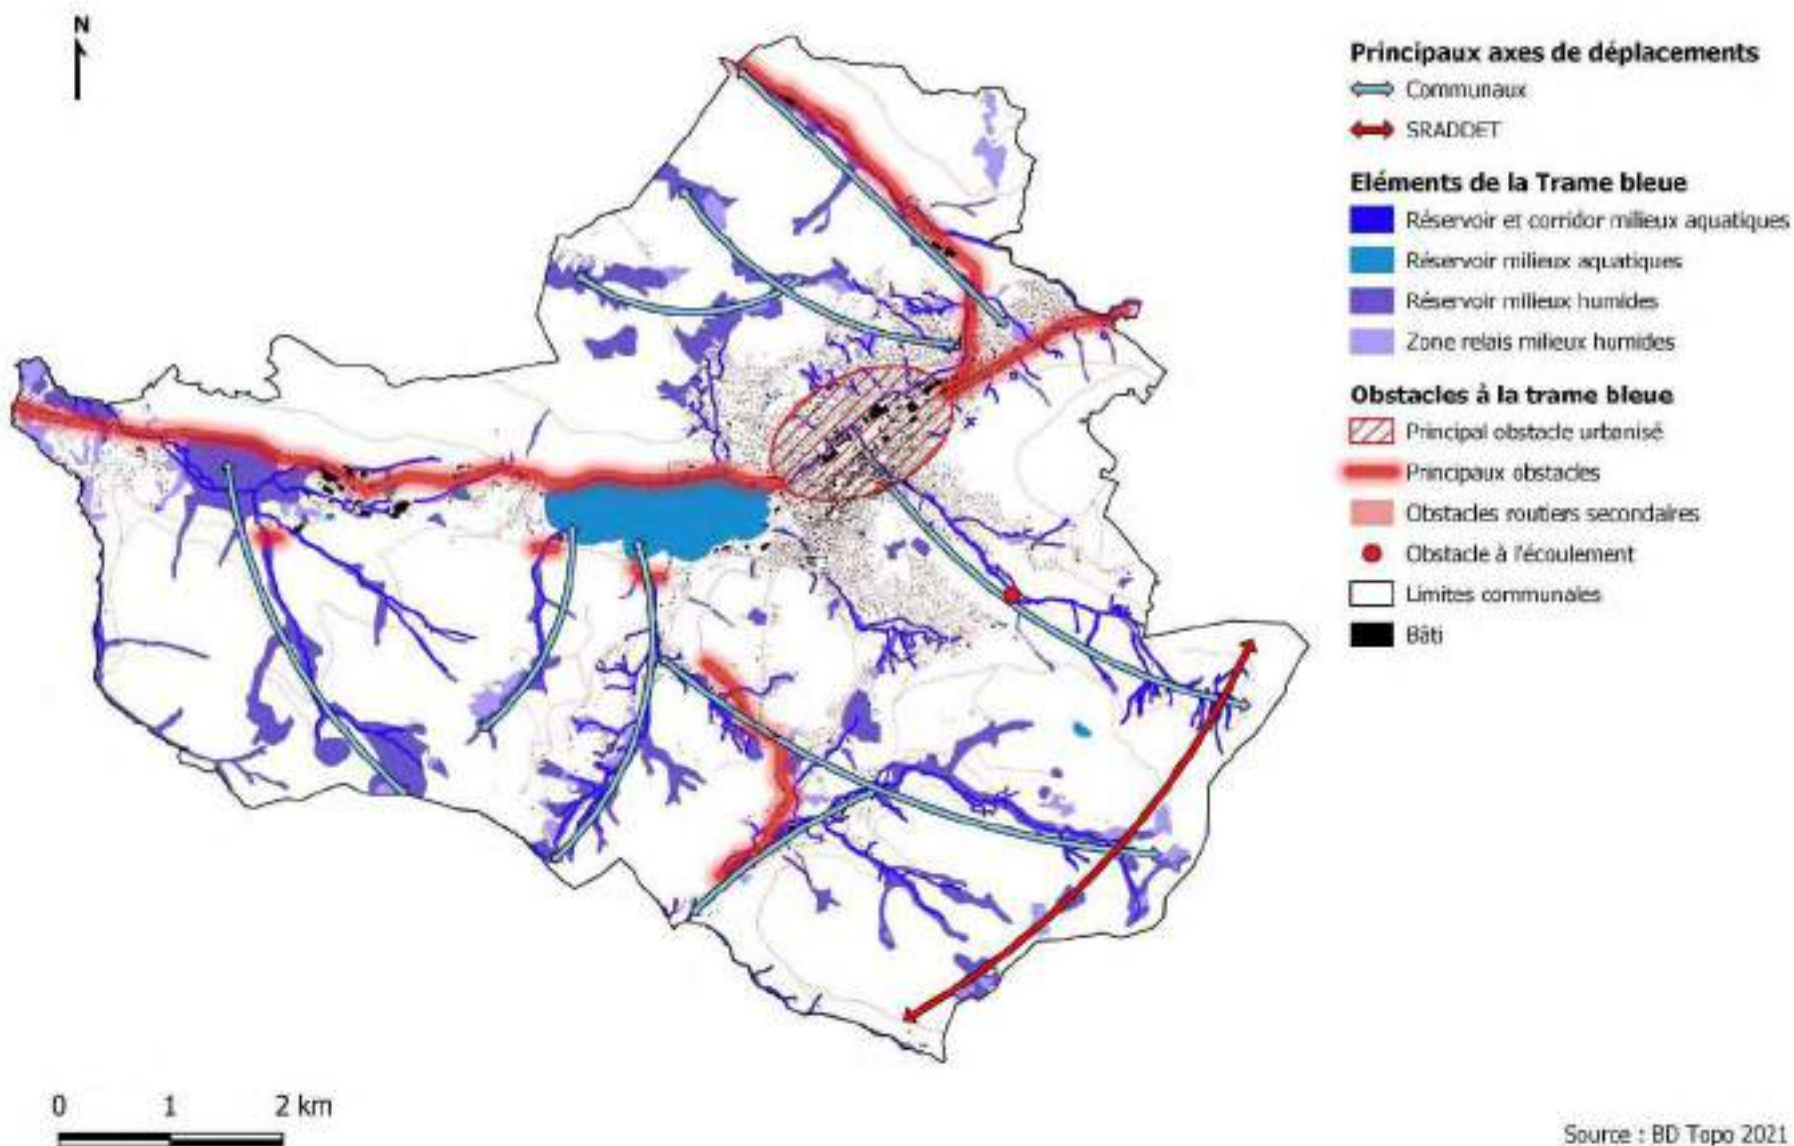 N
Principaux axes de déplacements
Communaux
SRADDET
Eléments de la Trame bleue
Réservoir et corridor milieux aquatiques
Réservoir milieux aquatiques
Réservoir milieux humides
Zone relais milieux humides
Obstacles à la trame bleue
Principal obstacle urbanisé
Principaux obstacles
Obstacles routiers secondaires
Obstacle à l'écoulement
Limites communales
Bâti
0 1 2 km
Source : BD Topo 2021